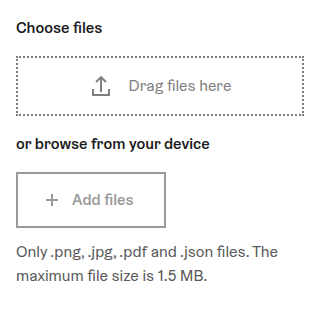 Choose files
Drag files here
or browse from your device
Add files
Only .png, .jpg, .pdf and .json files. The
maximum file size is 1.5 MB.